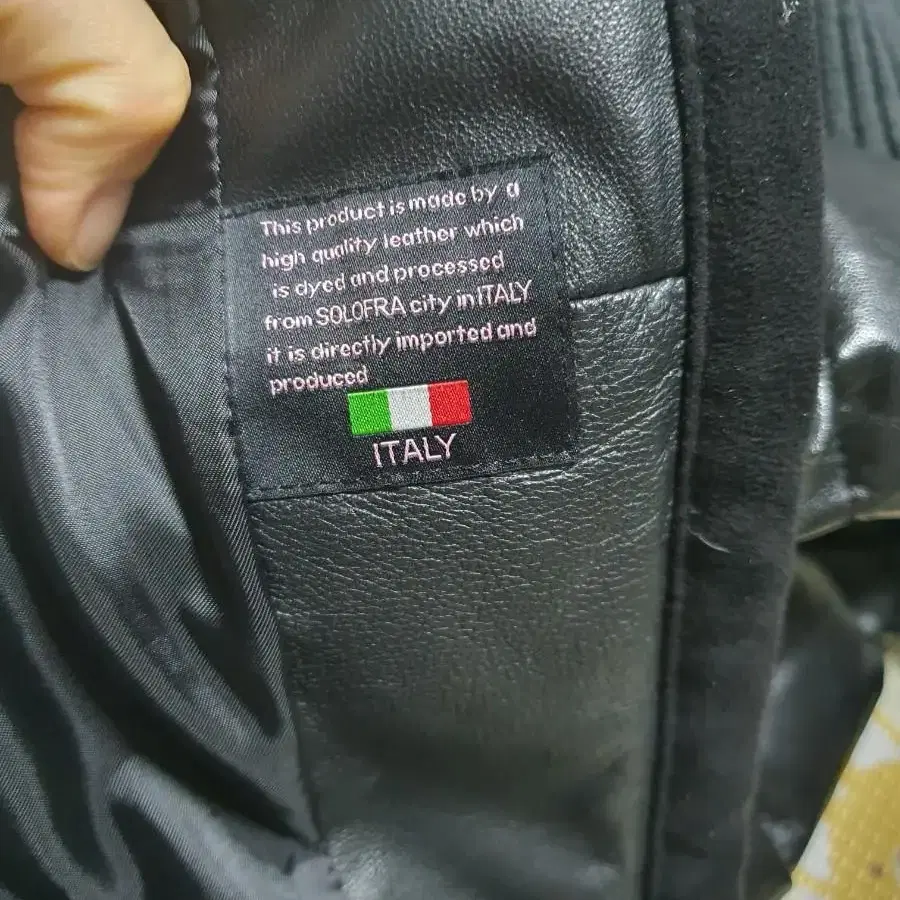 This product is made by a
high quality leather which
is dyed and processed
from SOLOFRA city in ITALY
it is directly imported and
produced
ITALY